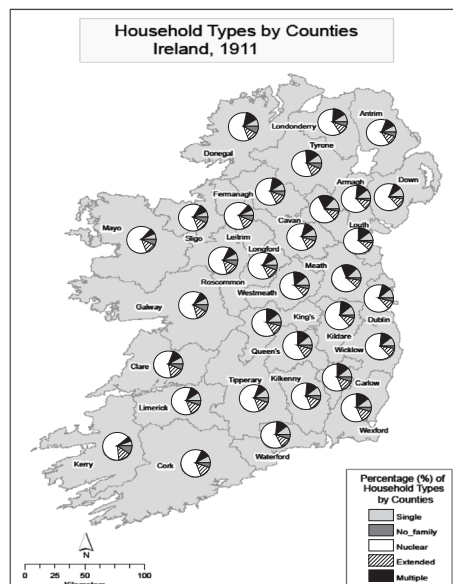 Household Types by Counties
Ireland, 1911
Antrim
Londonderry
Donegal
Tyrone
Fermanagh
Armagh
Down
Mayo
Sligo
Leitrim
Cavan
Louth
Longford
Roscommon
Meath
Westmeath
Galway
King's
Dublin
Kildare
Queen's
Wicklow
Clare
Tipperary
Kilkenny
Carlow
Limerick
Wexford
Waterford
Kerry
Cork
Percentage (%) of
Household Types
by Counties
Single
No_family
Nuclear
Extended
Multiple
N
0 25 50 100
Kilometers